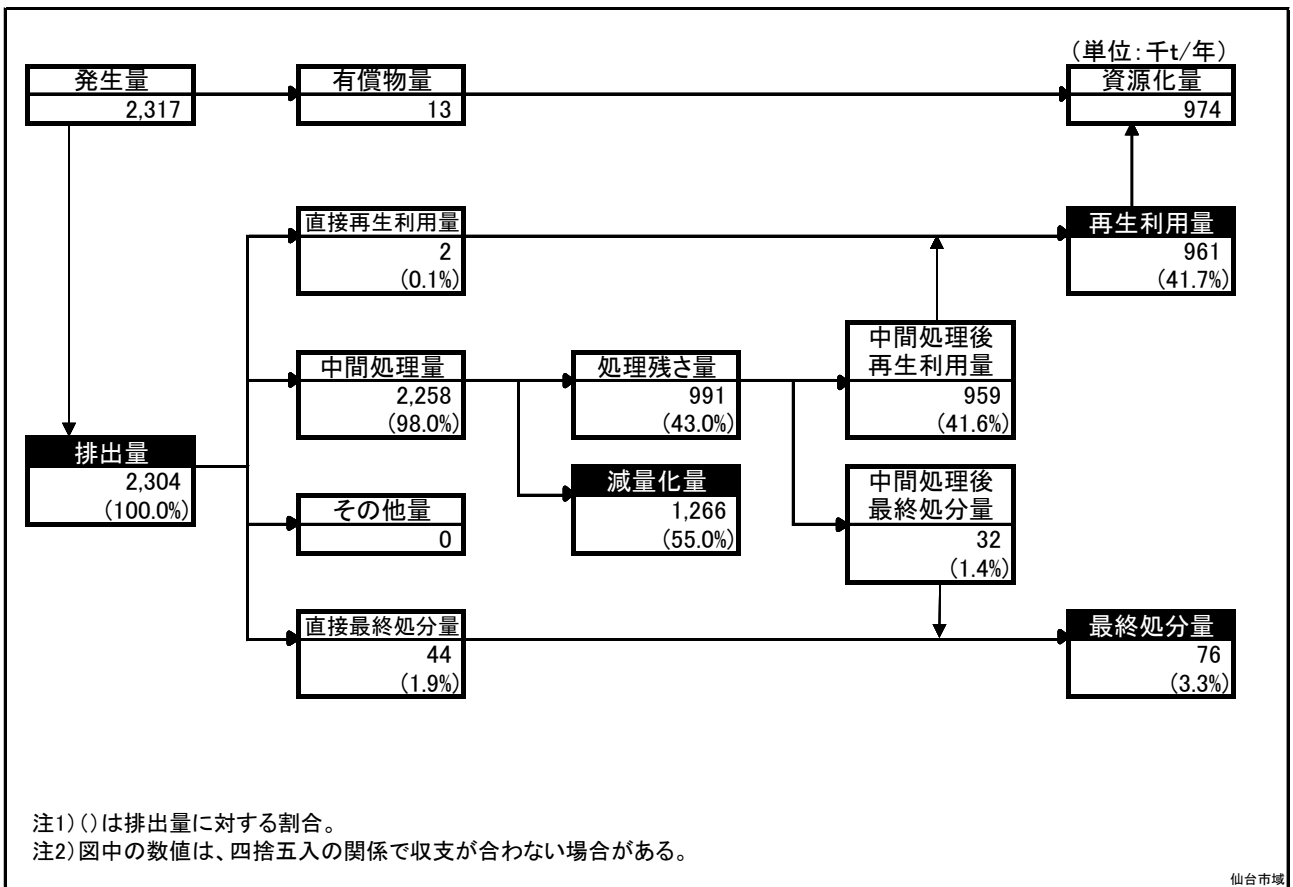 (単位:千t/年)
発生量
2,317
有償物量
13
資源化量
974
直接再生利用量
2
(0.1%)
再生利用量
961
(41.7%)
中間処理量
2,258
(98.0%)
処理残さ量
991
(43.0%)
中間処理後
再生利用量
959
(41.6%)
排出量
2,304
(100.0%)
減量化量
1,266
(55.0%)
中間処理後
最終処分量
32
(1.4%)
その他量
0
直接最終処分量
44
(1.9%)
最終処分量
76
(3.3%)
注1)()は排出量に対する割合。
注2)図中の数値は、四捨五入の関係で収支が合わない場合がある。
仙台市域